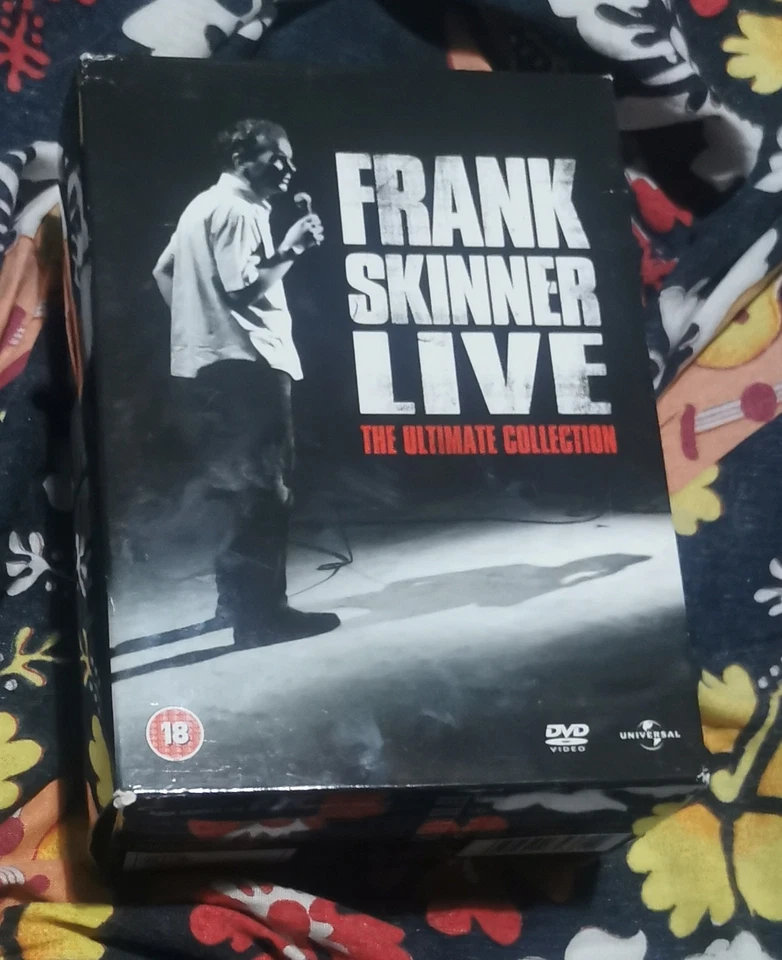 FRANK
SKINNER
LIVE
THE ULTIMATE COLLECTION
18
DVD
VIDEO
UNIVERSAL